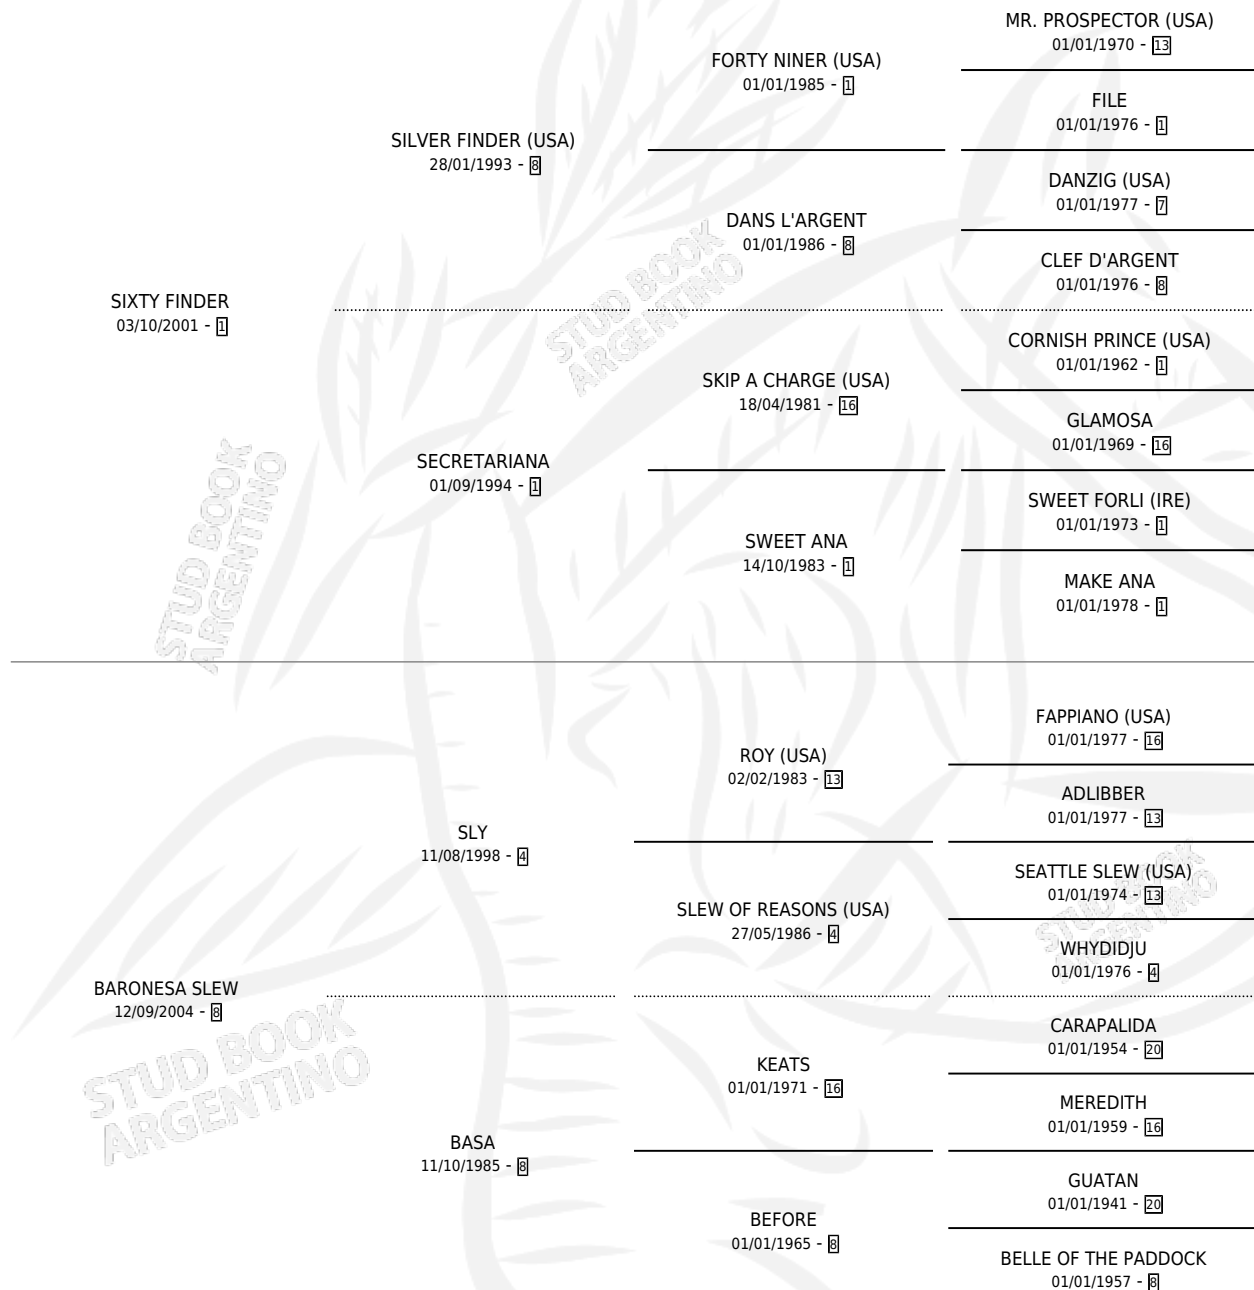 MR. PROSPECTOR (USA)
01/01/1970 - 13
FORTY NINER (USA)
01/01/1985 - 1
FILE
01/01/1976 - 1
SILVER FINDER (USA)
28/01/1993 - 8
DANZIG (USA)
01/01/1977 - 7
DANS L'ARGENT
01/01/1986 - 8
CLEF D'ARGENT
01/01/1976 - 8
SIXTY FINDER
03/10/2001 - 1
CORNISH PRINCE (USA)
01/01/1962 - 1
SKIP A CHARGE (USA)
18/04/1981 - 16
GLAMOSA
01/01/1969 - 16
SECRETARIANA
01/09/1994 - 1
SWEET FORLI (IRE)
01/01/1973 - 1
SWEET ANA
14/10/1983 - 1
MAKE ANA
01/01/1978 - 1
FAPPIANO (USA)
01/01/1977 - 16
ROY (USA)
02/02/1983 - 13
ADLIBBER
01/01/1977 - 13
SLY
11/08/1998 - 4
SEATTLE SLEW (USA)
01/01/1974 - 13
SLEW OF REASONS (USA)
27/05/1986 - 4
WHYDIDJU
01/01/1976 - 4
BARONESA SLEW
12/09/2004 - 8
CARAPALIDA
01/01/1954 - 20
KEATS
01/01/1971 - 16
MEREDITH
01/01/1959 - 16
BASA
11/10/1985 - 8
GUATAN
01/01/1941 - 20
BEFORE
01/01/1965 - 8
BELLE OF THE PADDOCK
01/01/1957 - 8
STUD BOOK
ARGENTINO
STUD BOOK
ARGENTINO
STUD BOOK
ARGENTINO
STUD BOOK
ARGENTINO